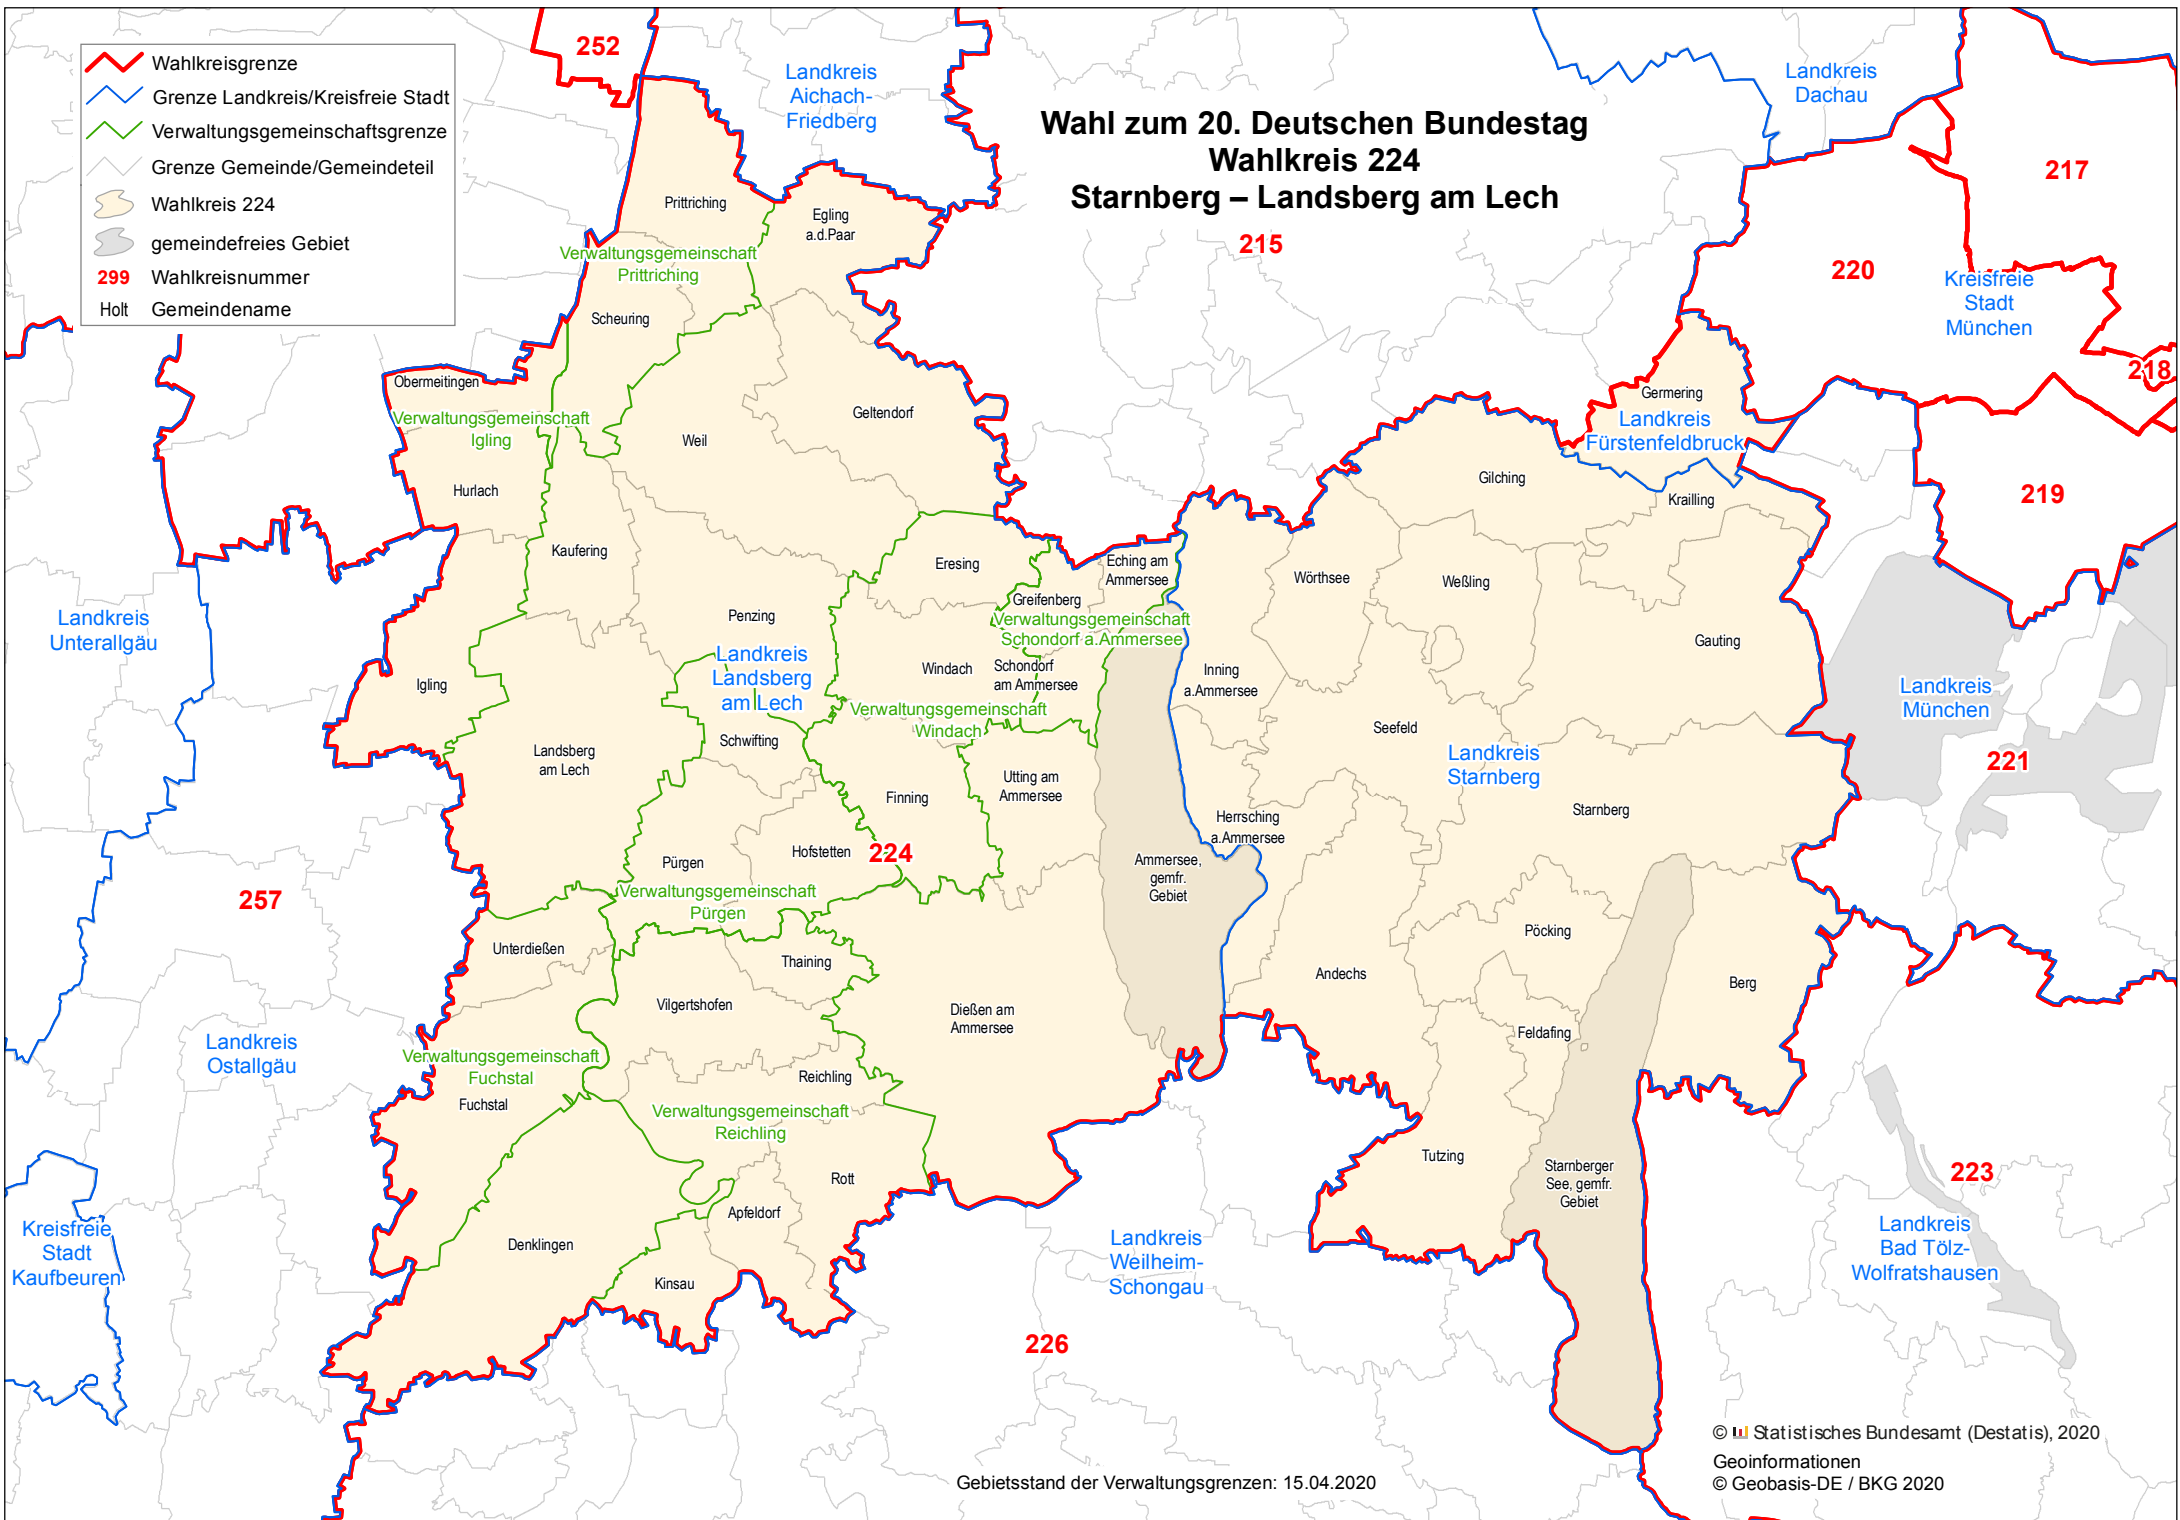 Wahlkreisgrenze
Grenze Landkreis/Kreisfreie Stadt
Verwaltungsgemeinschaftsgrenze
Grenze Gemeinde/Gemeindeteil
Wahlkreis 224
gemeindefreies Gebiet
299 Wahlkreisnummer
Holt Gemeindename
Wahl zum 20. Deutschen Bundestag
Wahlkreis 224
Starnberg – Landsberg am Lech
252
Landkreis
Aichach-
Friedberg
Landkreis
Dachau
217
215
220
Kreisfreie
Stadt
München
218
219
Prittriching
Egling
a.d.Paar
Verwaltungsgemeinschaft
Prittriching
Scheuring
Obermeitingen
Verwaltungsgemeinschaft
Igling
Hurlach
Weil
Geltendorf
Germering
Landkreis
Fürstenfeldbruck
Gilching
Krailling
Kaufering
Eresing
Eching am
Ammersee
Wörthsee
Weßling
Greifenberg
Verwaltungsgemeinschaft
Schondorf a.Ammersee
Penzing
Landkreis
Unterallgäu
Landkreis
Landsberg
am Lech
Gauting
Igling
Windach
Schondorf
am Ammersee
Inning
a.Ammersee
Landkreis
München
Verwaltungsgemeinschaft
Windach
Seefeld
Schwifting
Landsberg
am Lech
Landkreis
Starnberg
221
Utting am
Ammersee
Finning
Starnberg
Herrsching
a.Ammersee
Hofstetten
224
Pürgen
Verwaltungsgemeinschaft
Pürgen
Ammersee,
gemfr.
Gebiet
257
Pöcking
Unterdießen
Thaining
Andechs
Berg
Vilgertshofen
Dießen am
Ammersee
Feldafing
Landkreis
Ostallgäu
Verwaltungsgemeinschaft
Fuchstal
Reichling
Fuchstal
Verwaltungsgemeinschaft
Reichling
Tutzing
Starnberger
See, gemfr.
Gebiet
223
Rott
Apfeldorf
Kreisfreie
Stadt
Kaufbeuren
Denklingen
Landkreis
Weilheim-
Schongau
Landkreis
Bad Tölz-
Wolfratshausen
Kinsau
226
Gebietsstand der Verwaltungsgrenzen: 15.04.2020
© Statistisches Bundesamt (Destatis), 2020
Geoinformationen
© Geobasis-DE / BKG 2020